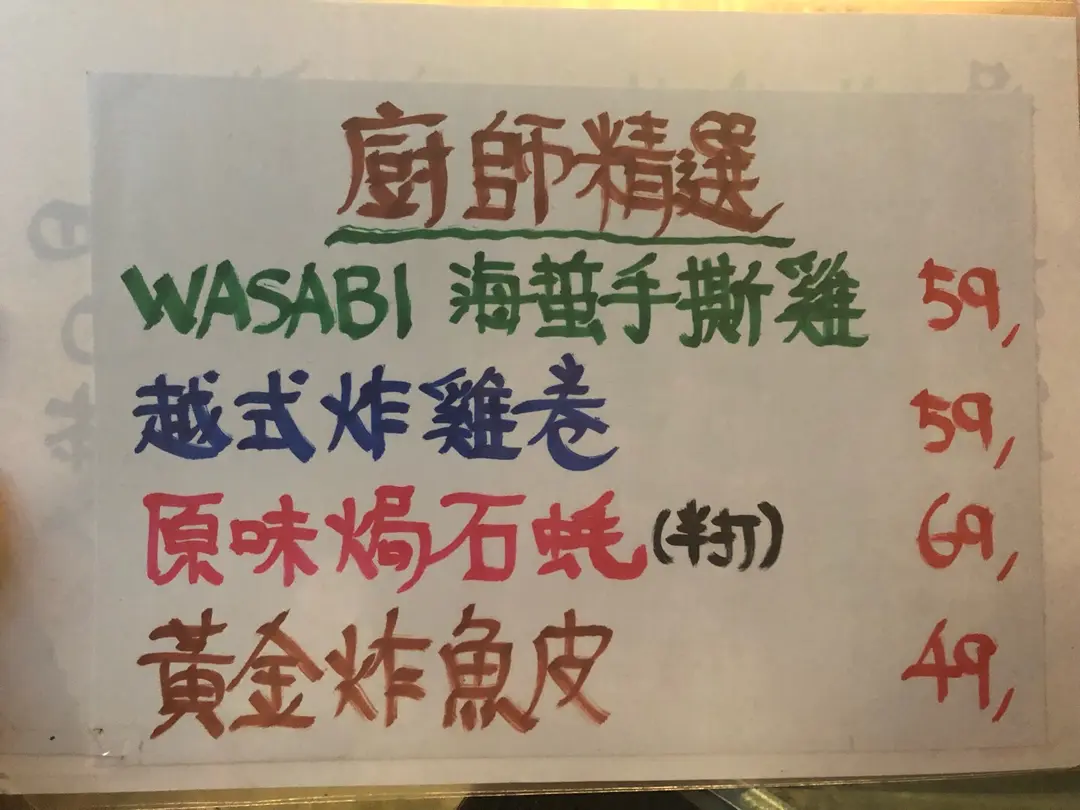 廚師精選
WASABI 海蜇手撕雞 59,
越式炸雞卷 59,
原味焗石蚝(半打) 69,
黃金炸魚皮 49,